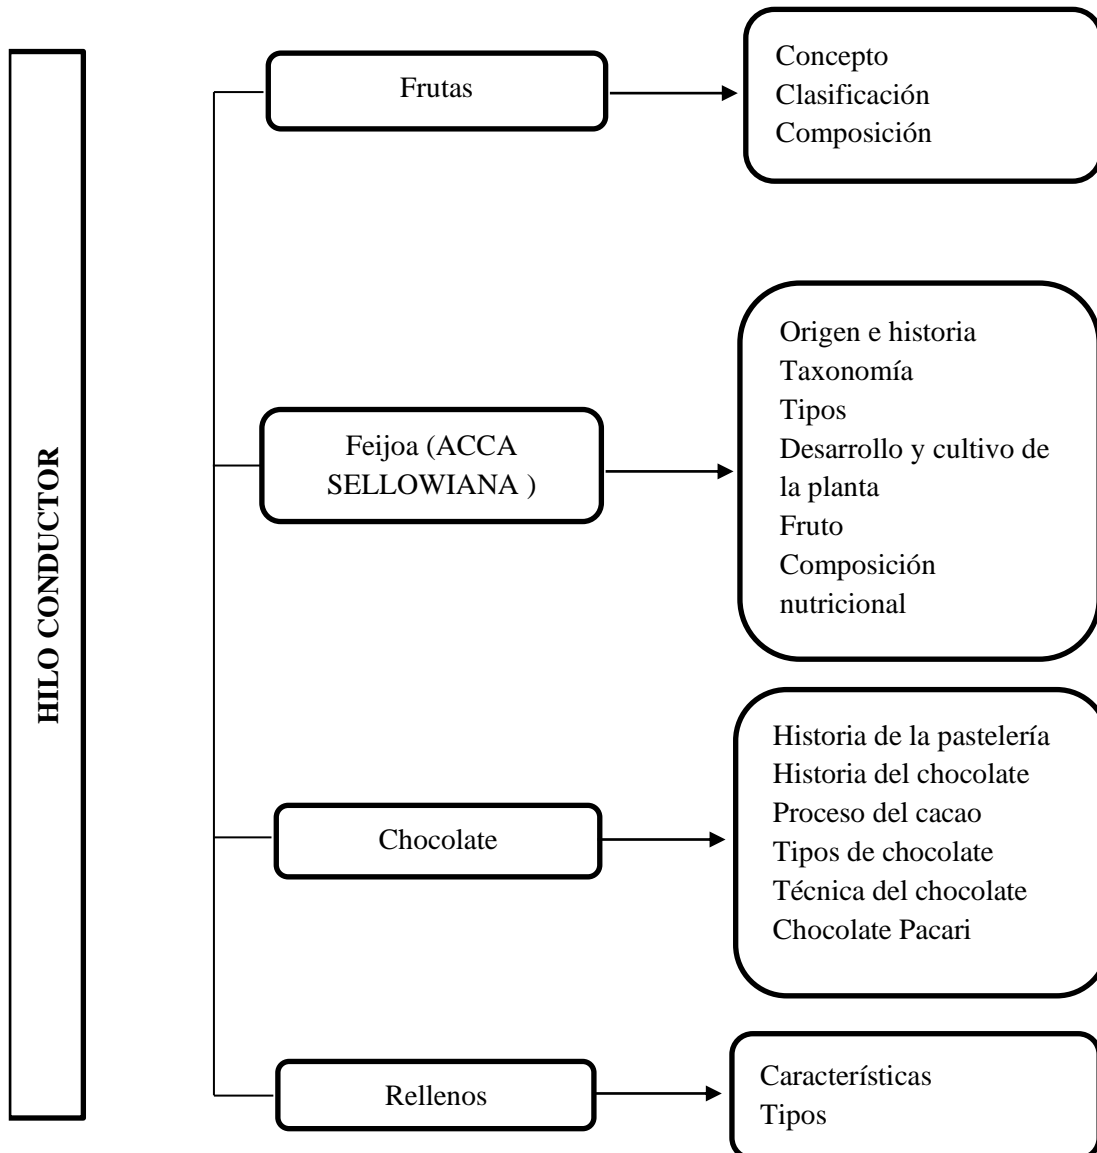 HILO CONDUCTOR
Frutas
Concepto
Clasificación
Composición
Feijoa (ACCA
SELLOWIANA )
Origen e historia
Taxonomía
Tipos
Desarrollo y cultivo de
la planta
Fruto
Composición
nutricional
Chocolate
Historia de la pastelería
Historia del chocolate
Proceso del cacao
Tipos de chocolate
Técnica del chocolate
Chocolate Pacari
Rellenos
Características
Tipos